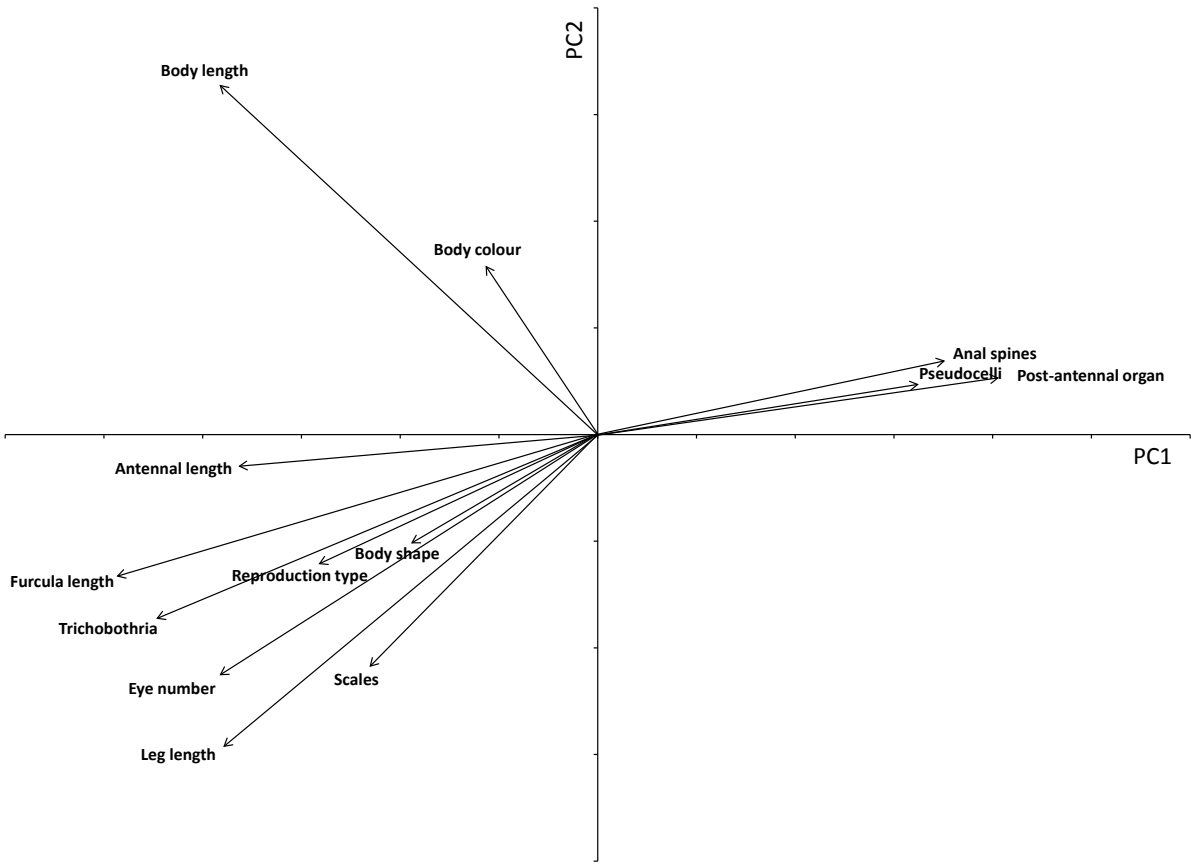 PC2
Body length
Body colour
Anal spines
Pseudocelli
Post-antennal organ
PC1
Antennal length
Body shape
Reproduction type
Furcula length
Trichobothria
Scales
Eye number
Leg length